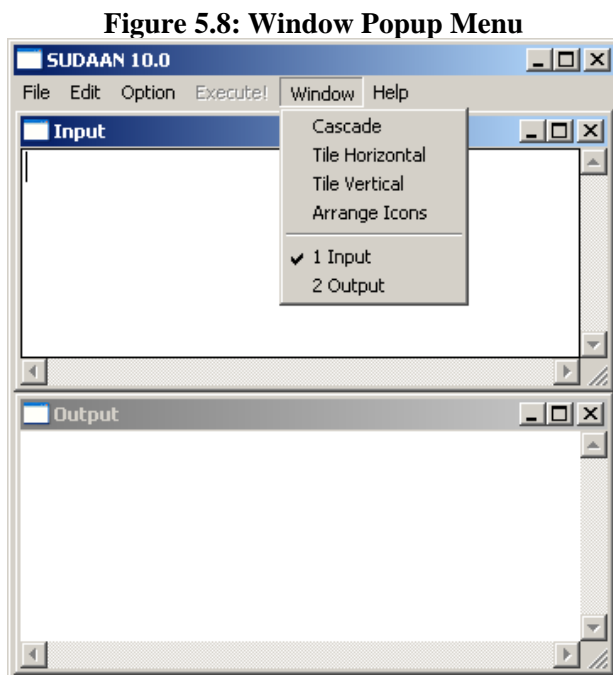 Figure 5.8: Window Popup Menu
SUDAAN 10.0
File Edit Option Execute! Window Help
Input
Cascade
Tile Horizontal
Tile Vertical
Arrange Icons
✔ 1 Input
2 Output
Output